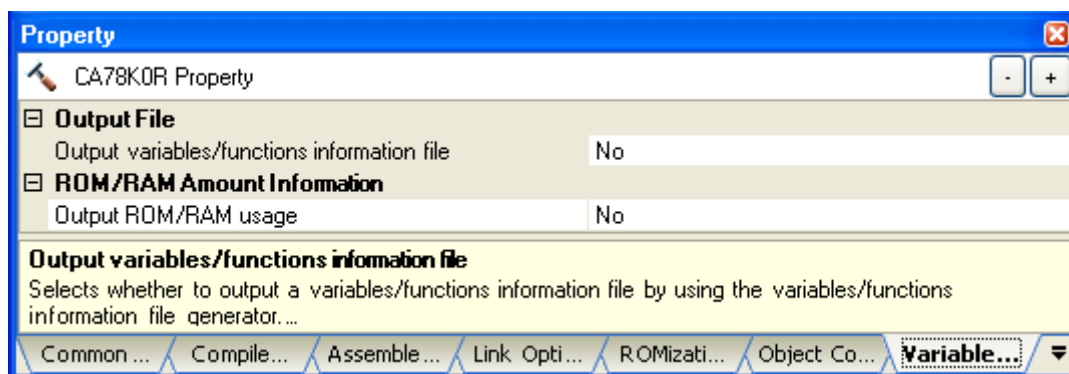 Property
CA78K0R Property
- +
Output File
Output variables/functions information file No
ROM/RAM Amount Information
Output ROM/RAM usage No
Output variables/functions information file
Selects whether to output a variables/functions information file by using the variables/functions
information file generator....
Common ... Compile... Assemble... Link Opti... ROMizati... Object Co... Variable...